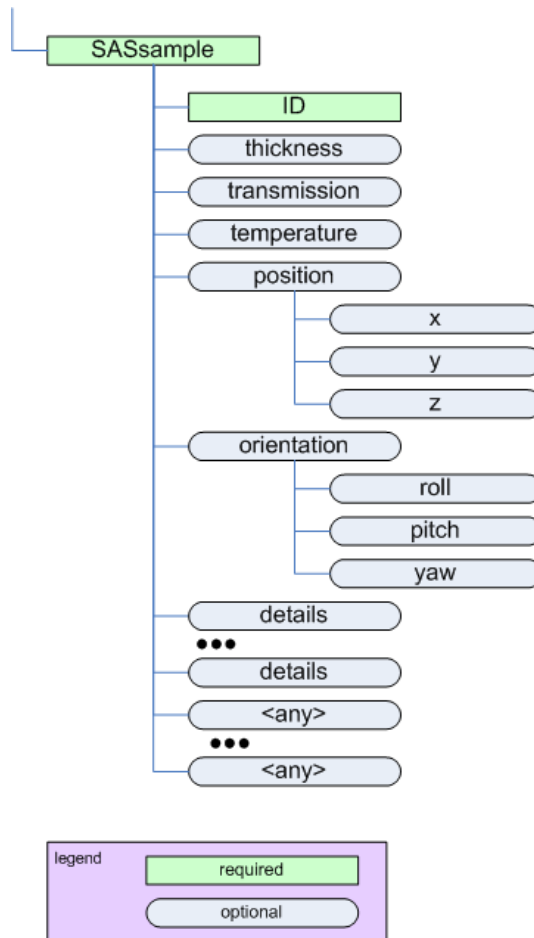 SASsample
ID
thickness
transmission
temperature
position
x
y
z
orientation
roll
pitch
yaw
details
•••
details
<any>
•••
<any>
legend
required
optional